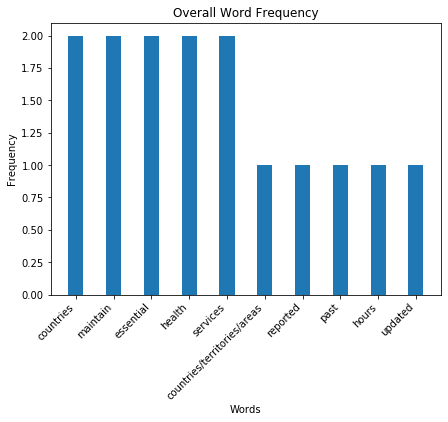 Overall Word Frequency
Frequency
2.00
1.75
1.50
1.25
1.00
0.75
0.50
0.25
0.00
countries
maintain
essential
health
services
countries/territories/areas
reported
past
hours
updated
Words